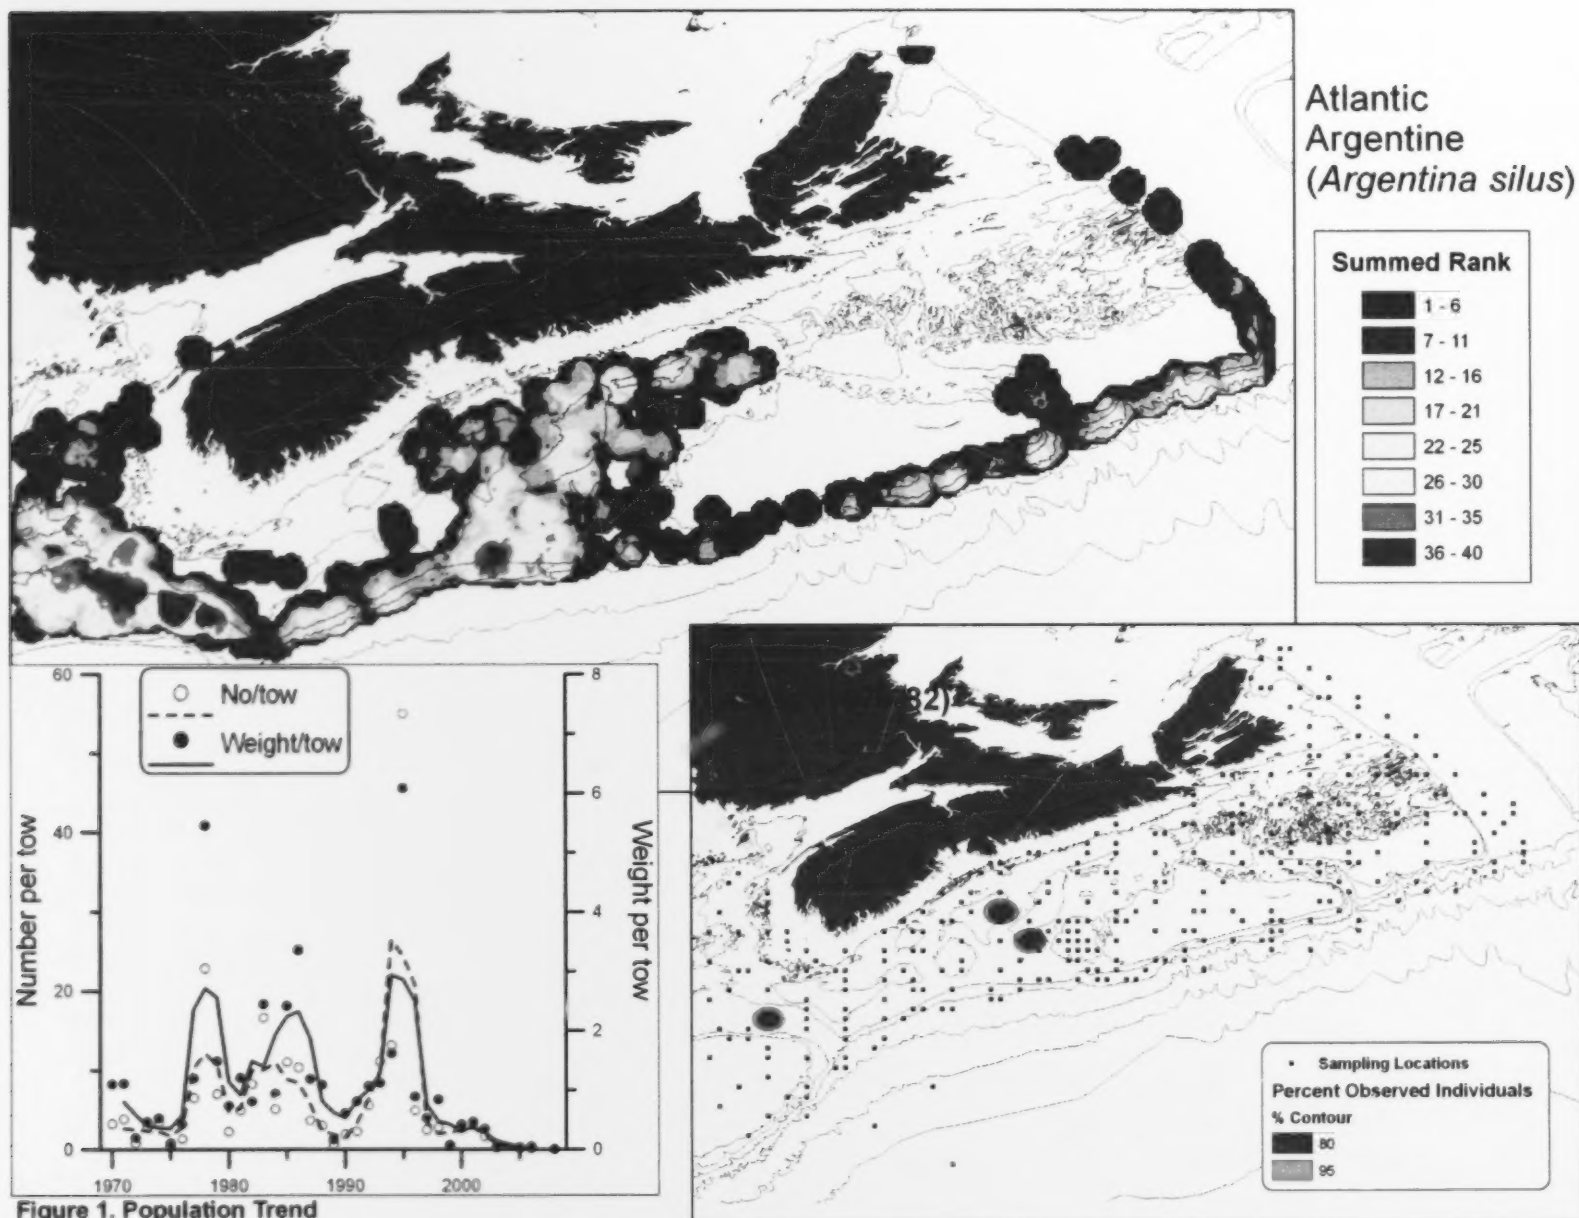 Atlantic
Argentine
(Argentina silus)
Summed Rank
1 - 6
7 - 11
12 - 16
17 - 21
22 - 25
26 - 30
31 - 35
36 - 40
60
40
20
0
Number per tow
No/tow
Weight/tow
8
6
4
2
0
Weight per tow
1970
1980
1990
2000
Figure 1. Population Trend
82)
Sampling Locations
Percent Observed Individuals
% Contour
80
95